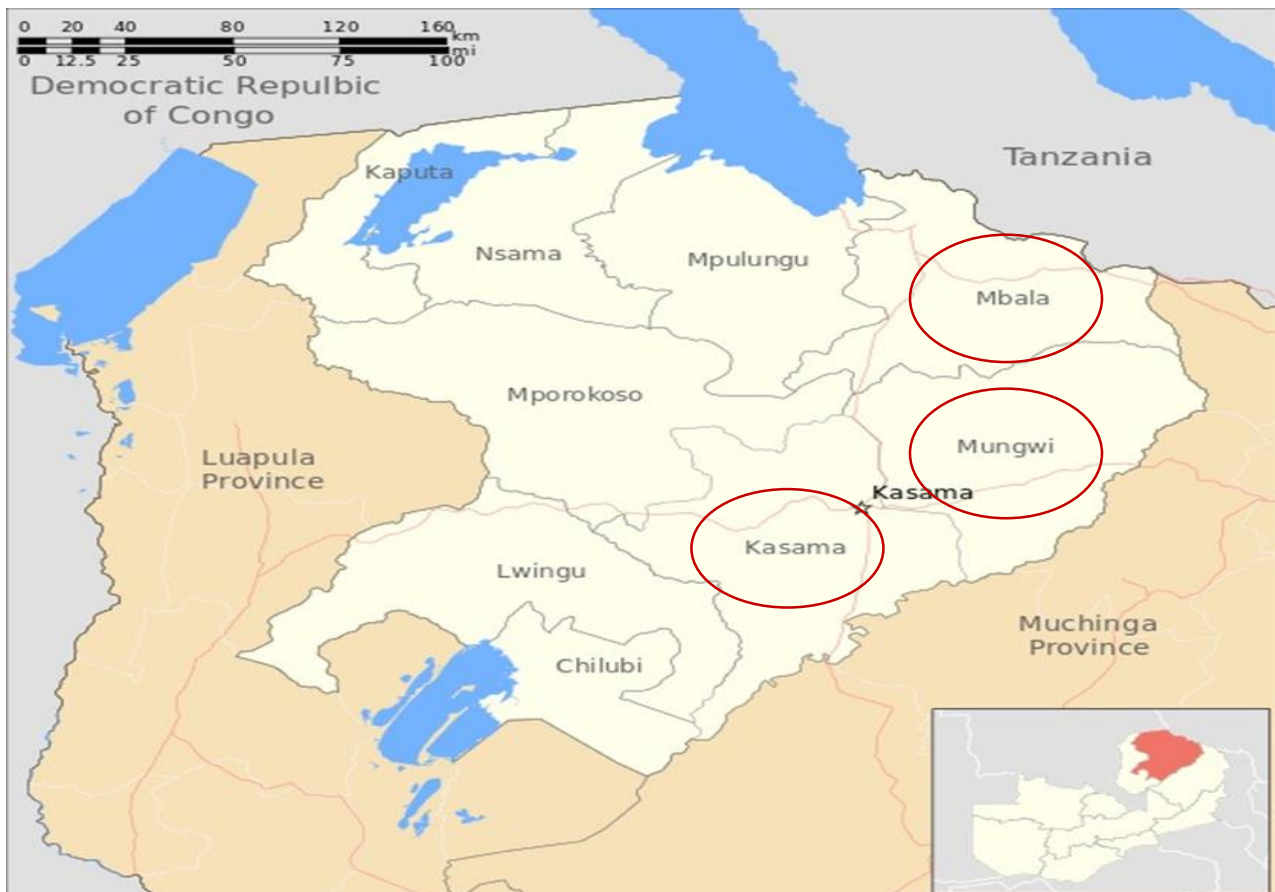 0 20 40 80 120 160
km
mi
0 12.5 25 50 75 100
Democratic Repulbic
of Congo
Tanzania
Kaputa
Nsama
Mpulungu
Mbala
Mporokoso
Mungwi
Luapula
Province
Kasama
Kasama
Lwingu
Muchinga
Province
Chilubi